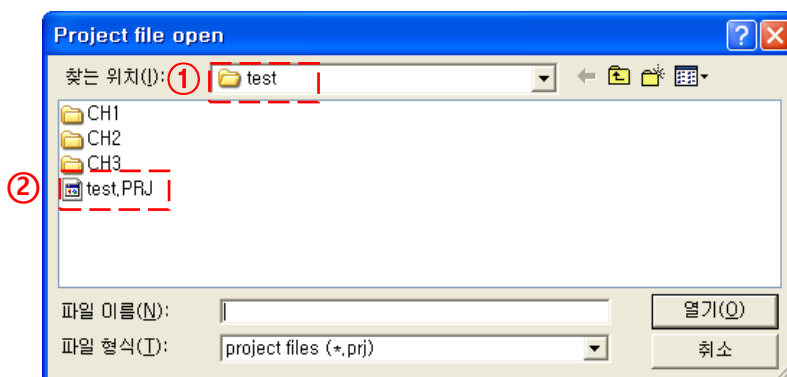 Project file open
찾는 위치(I): ① test
CH1
CH2
CH3
② test.PRJ
파일 이름(N): 열기(O)
파일 형식(T): project files (*.prj) 취소